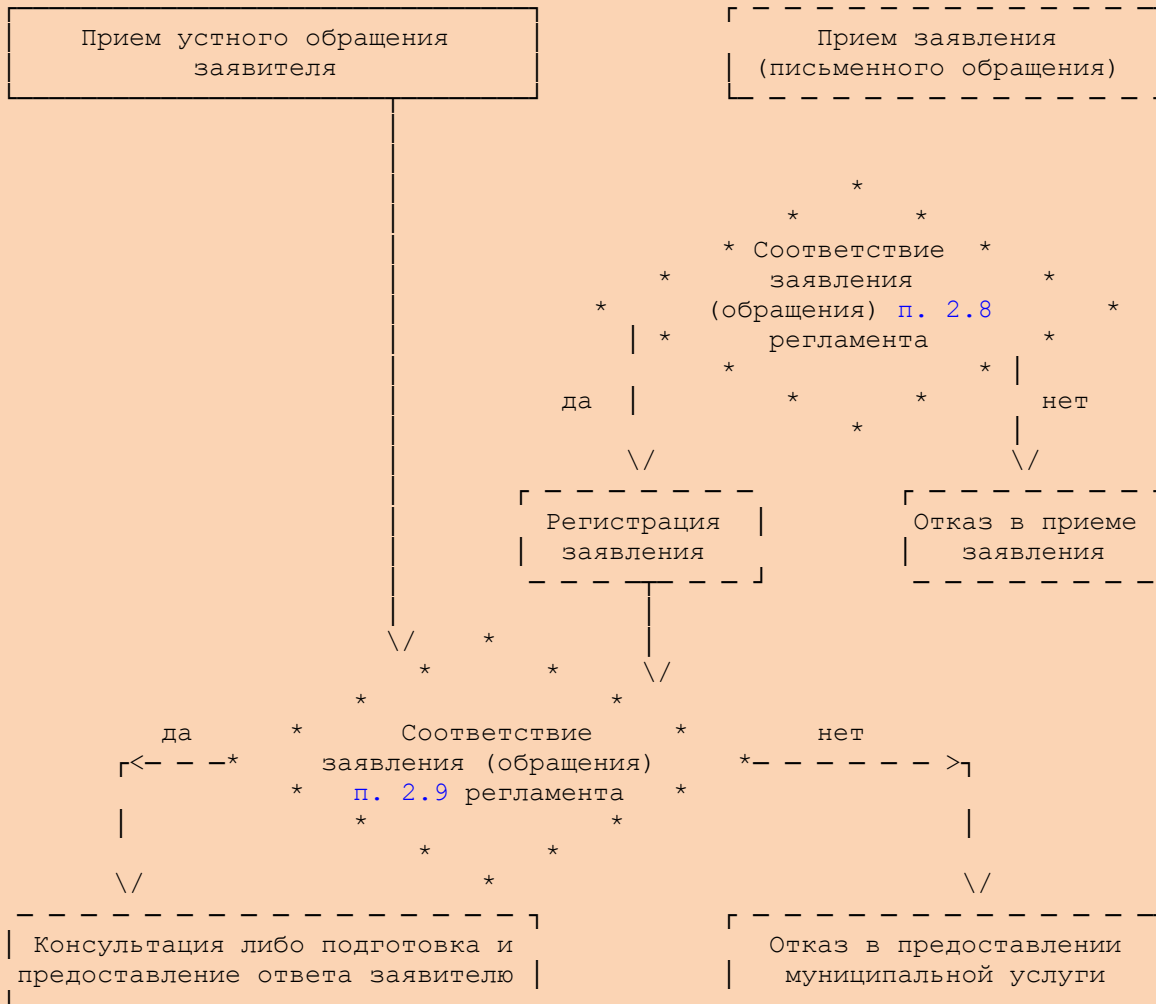 Прием устного обращения
заявителя
Прием заявления
(письменного обращения)
Соответствие
заявления
(обращения) п. 2.8
регламента
да
нет
Регистрация
заявления
Отказ в приеме
заявления
да
Соответствие
заявления (обращения)
п. 2.9 регламента
нет
Консультация либо подготовка и
предоставление ответа заявителю
Отказ в предоставлении
муниципальной услуги